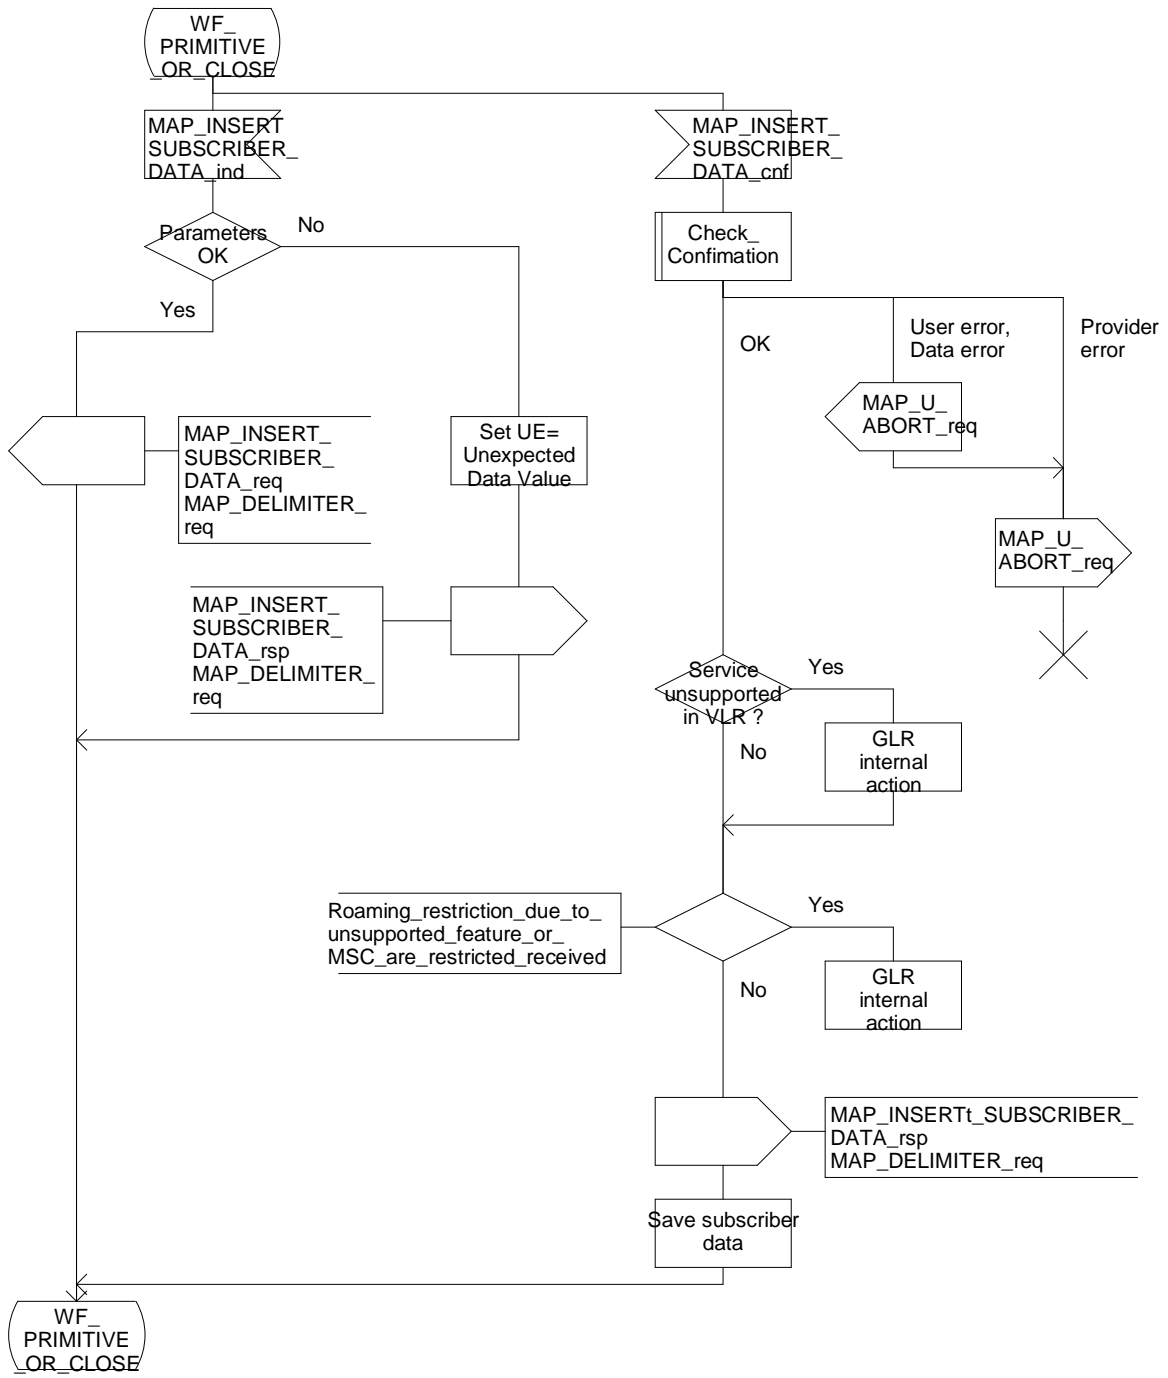 WF_
PRIMITIVE
_OR_CLOSE
MAP_INSERT
SUBSCRIBER_
DATA_ind
MAP_INSERT_
SUBSCRIBER_
DATA_cnf
Parameters
OK
No
Yes
Check_
Confimation
OK
User error,
Data error
Provider
error
MAP_U_
ABORT_req
MAP_INSERT_
SUBSCRIBER_
DATA_req
MAP_DELIMITER_
req
Set UE=
Unexpected
Data Value
MAP_U_
ABORT_req
MAP_INSERT_
SUBSCRIBER_
DATA_rsp
MAP_DELIMITER_
req
Service
unsupported
in VLR ?
Yes
No
GLR
internal
action
Roaming_restriction_due_to_
unsupported_feature_or_
MSC_are_restricted_received
Yes
No
GLR
internal
action
MAP_INSERTt_SUBSCRIBER_
DATA_rsp
MAP_DELIMITER_req
Save subscriber
data
WF_
PRIMITIVE
_OR_CLOSE